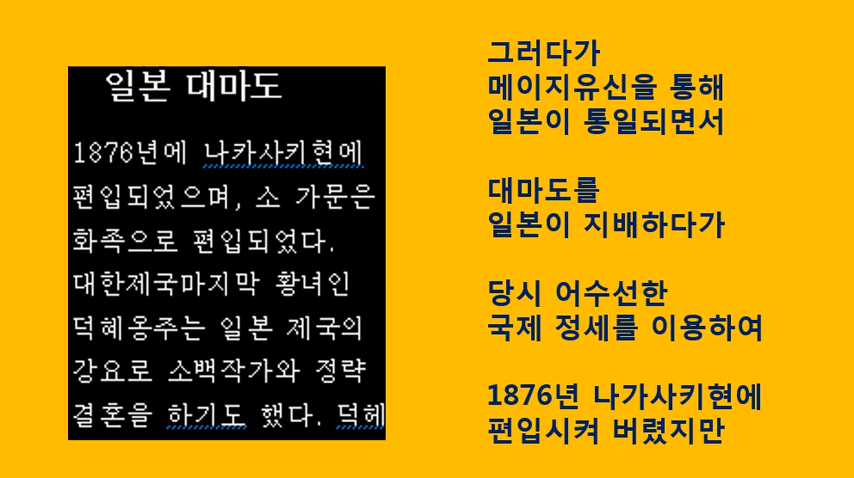 일본 대마도
1876년에 나카사키현에
편입되었으며, 소 가문은
화족으로 편입되었다.
대한제국마지막 황녀인
덕혜옹주는 일본 제국의
강요로 소백작가와 정략
결혼을 하기도 했다. 덕혜
그러다가
메이지유신을 통해
일본이 통일되면서
대마도를
일본이 지배하다가
당시 어수선한
국제 정세를 이용하여
1876년 나가사키현에
편입시켜 버렸지만